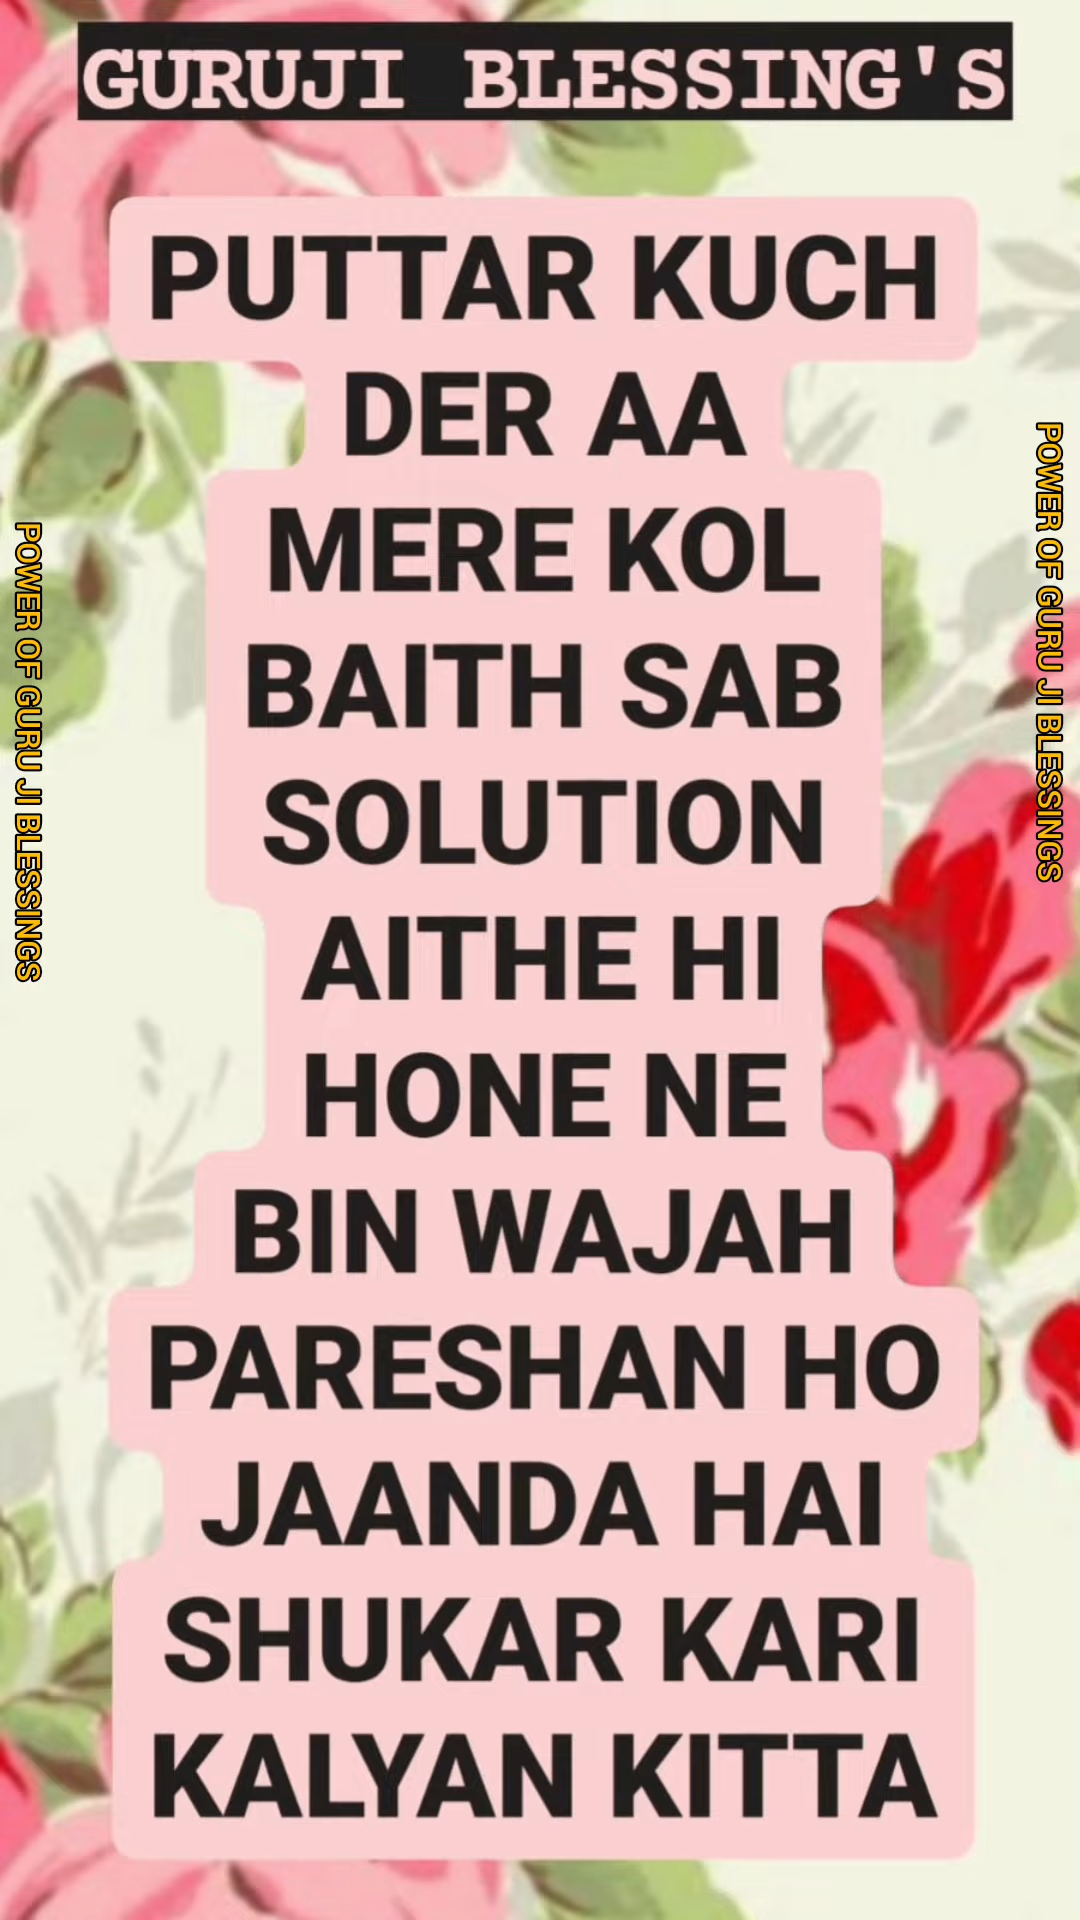 GURUJI BLESSING'S
PUTTAR KUCH
DER AA
MERE KOL
BAITH SAB
SOLUTION
AITHE HI
HONE NE
BIN WAJAH
PARESHAN HO
JAANDA HAI
SHUKAR KARI
KALYAN KITTA
POWER OF GURU JI BLESSINGS
POWER OF GURU JI BLESSINGS